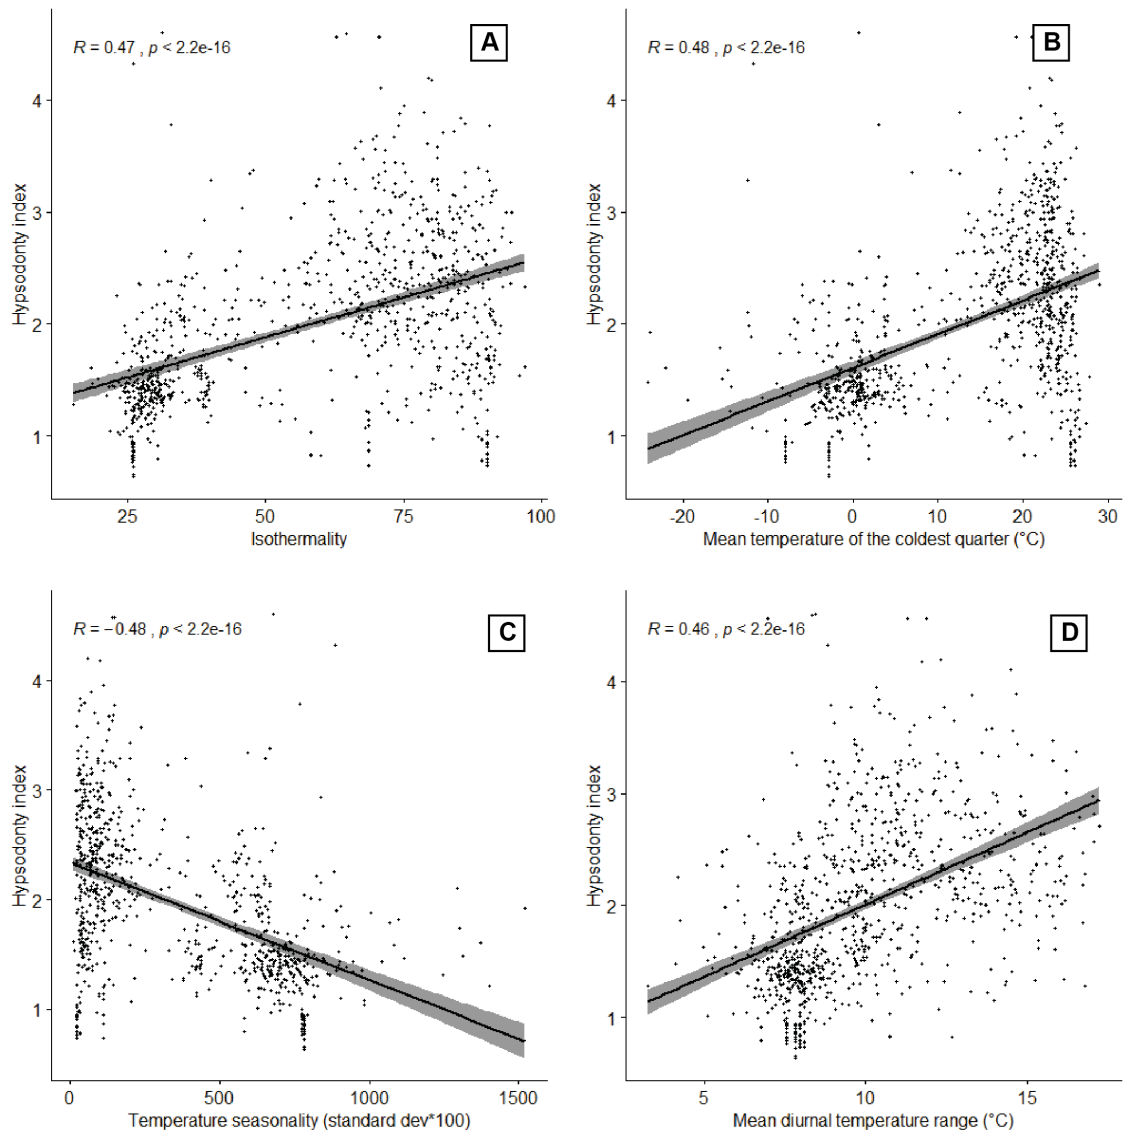 R = 0.47 , p < 2.2e-16
A
Hypsodonty index
4
3
2
1
25
50
75
100
Isothermality
R = 0.48 , p < 2.2e-16
B
Hypsodonty index
4
3
2
1
-20
-10
0
10
20
30
Mean temperature of the coldest quarter (°C)
R = −0.48 , p < 2.2e-16
C
Hypsodonty index
4
3
2
1
0
500
1000
1500
Temperature seasonality (standard dev*100)
R = 0.46 , p < 2.2e-16
D
Hypsodonty index
4
3
2
1
5
10
15
Mean diurnal temperature range (°C)